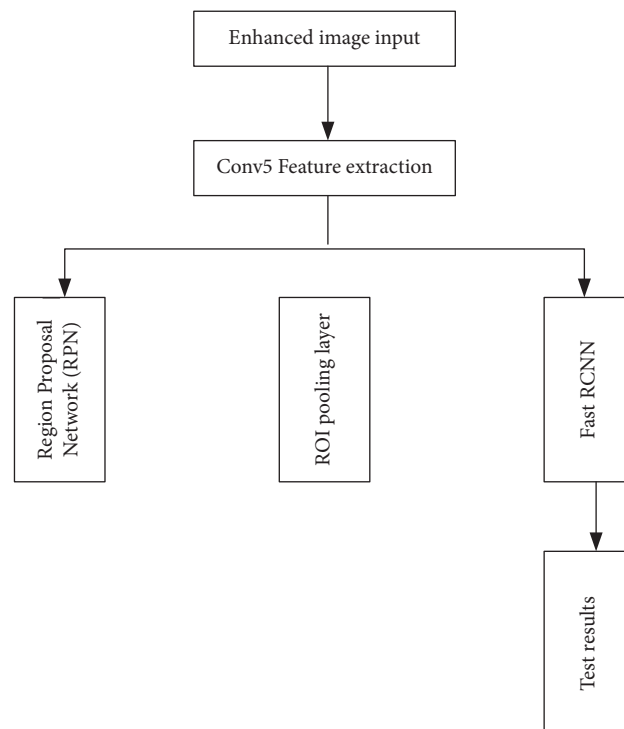 Enhanced image input
Conv5 Feature extraction
Region Proposal
Network (RPN)
ROI pooling layer
Fast RCNN
Test results